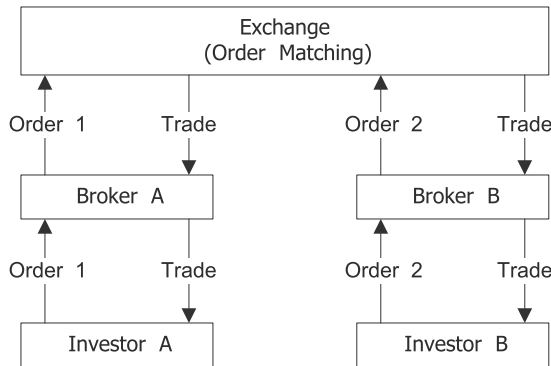 Exchange
(Order Matching)
Order 1 Trade Order 2 Trade
Broker A Broker B
Order 1 Trade Order 2 Trade
Investor A Investor B